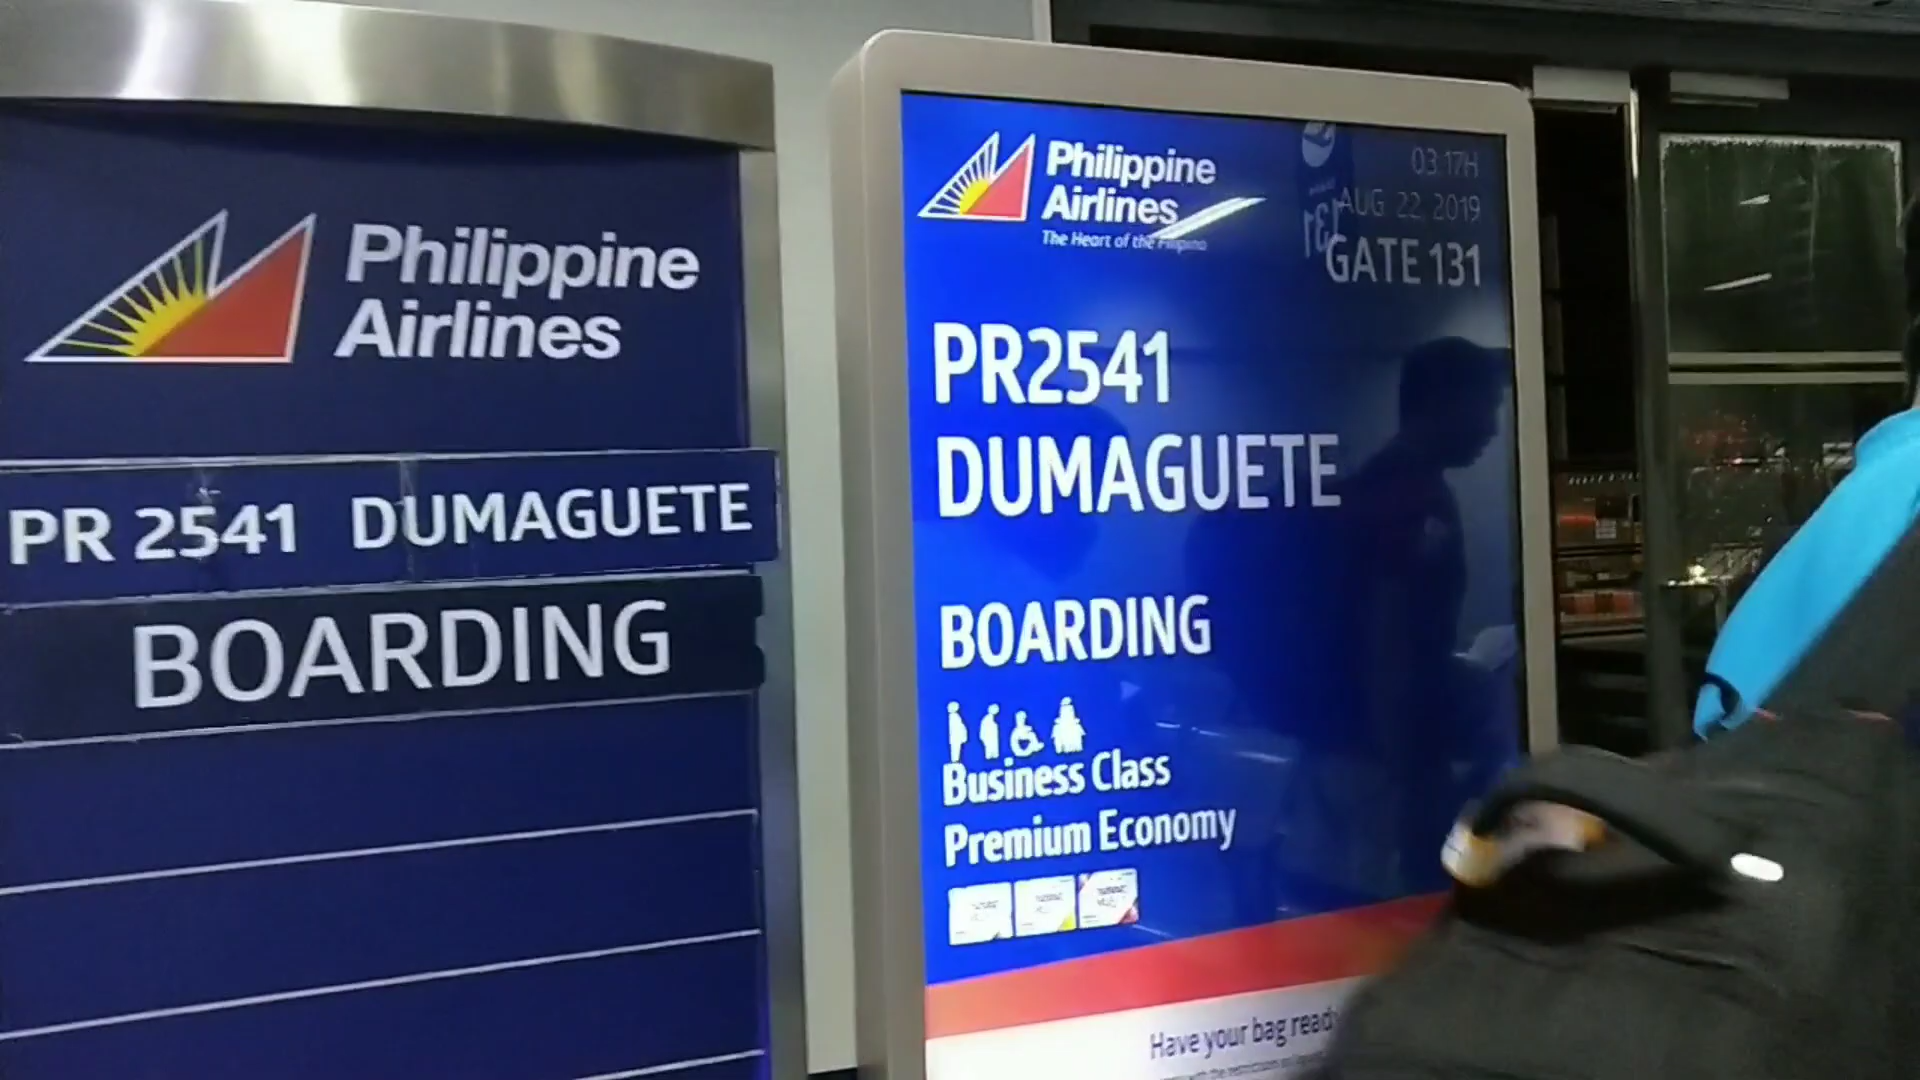 Philippine
Airlines
PR 2541 DUMAGUETE
BOARDING
Philippine
Airlines
The Heart of the Filipino
03:17H
AUG 22 2019
GATE 131
PR2541
DUMAGUETE
BOARDING
Business Class
Premium Economy
Have your bag ready